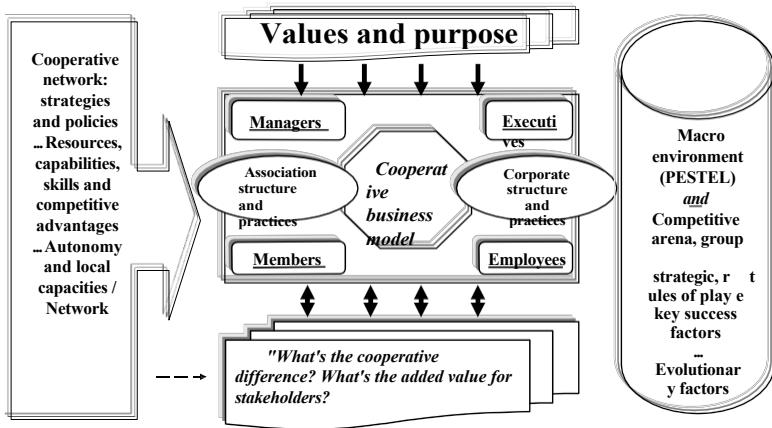 Values and purpose
Cooperative
network:
strategies
and policies
... Resources,
capabilities,
skills and
competitive
advantages
... Autonomy
and local
capacities /
Network
Managers
Executi
ves
Association
structure
and
practices
Cooperat
ive
business
model
Corporate
structure
and
practices
Members
Employees
"What's the cooperative
difference? What's the added value for
stakeholders?
Macro
environment
(PESTEL)
and
Competitive
arena, group
strategic, r t
ules of play e
key success
factors
...
Evolutionar
y factors